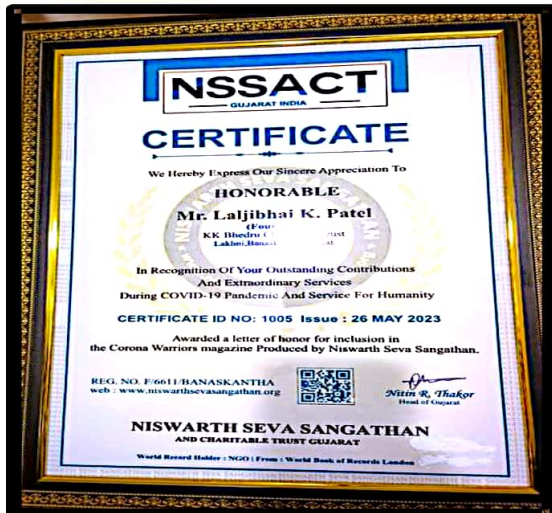 NSSACT
GUJARAT INDIA
CERTIFICATE
We Hereby Express Our Sincere Appreciation To
HONORABLE
Mr. Laljibhai K. Patel
KK Bhedru
Lakhni,
In Recognition Of Your Outstanding Contributions
And Extraordinary Services
During COVID-19 Pandemic And Service For Humanity
CERTIFICATE ID NO: 1005 Issue : 26 MAY 2023
Awarded a letter of honor for inclusion in
the Corona Warriors magazine Produced by Niswarth Seva Sangathan.
REG. NO. F/6611/BANASKANTHA
web : www.niswarthsevasangathan.org
Nitin R. Thakor
Head of Gujarat
NISWARTH SEVA SANGATHAN
AND CHARITABLE TRUST GUJARAT
World Record Holder : NGO | From : World Book of Records London